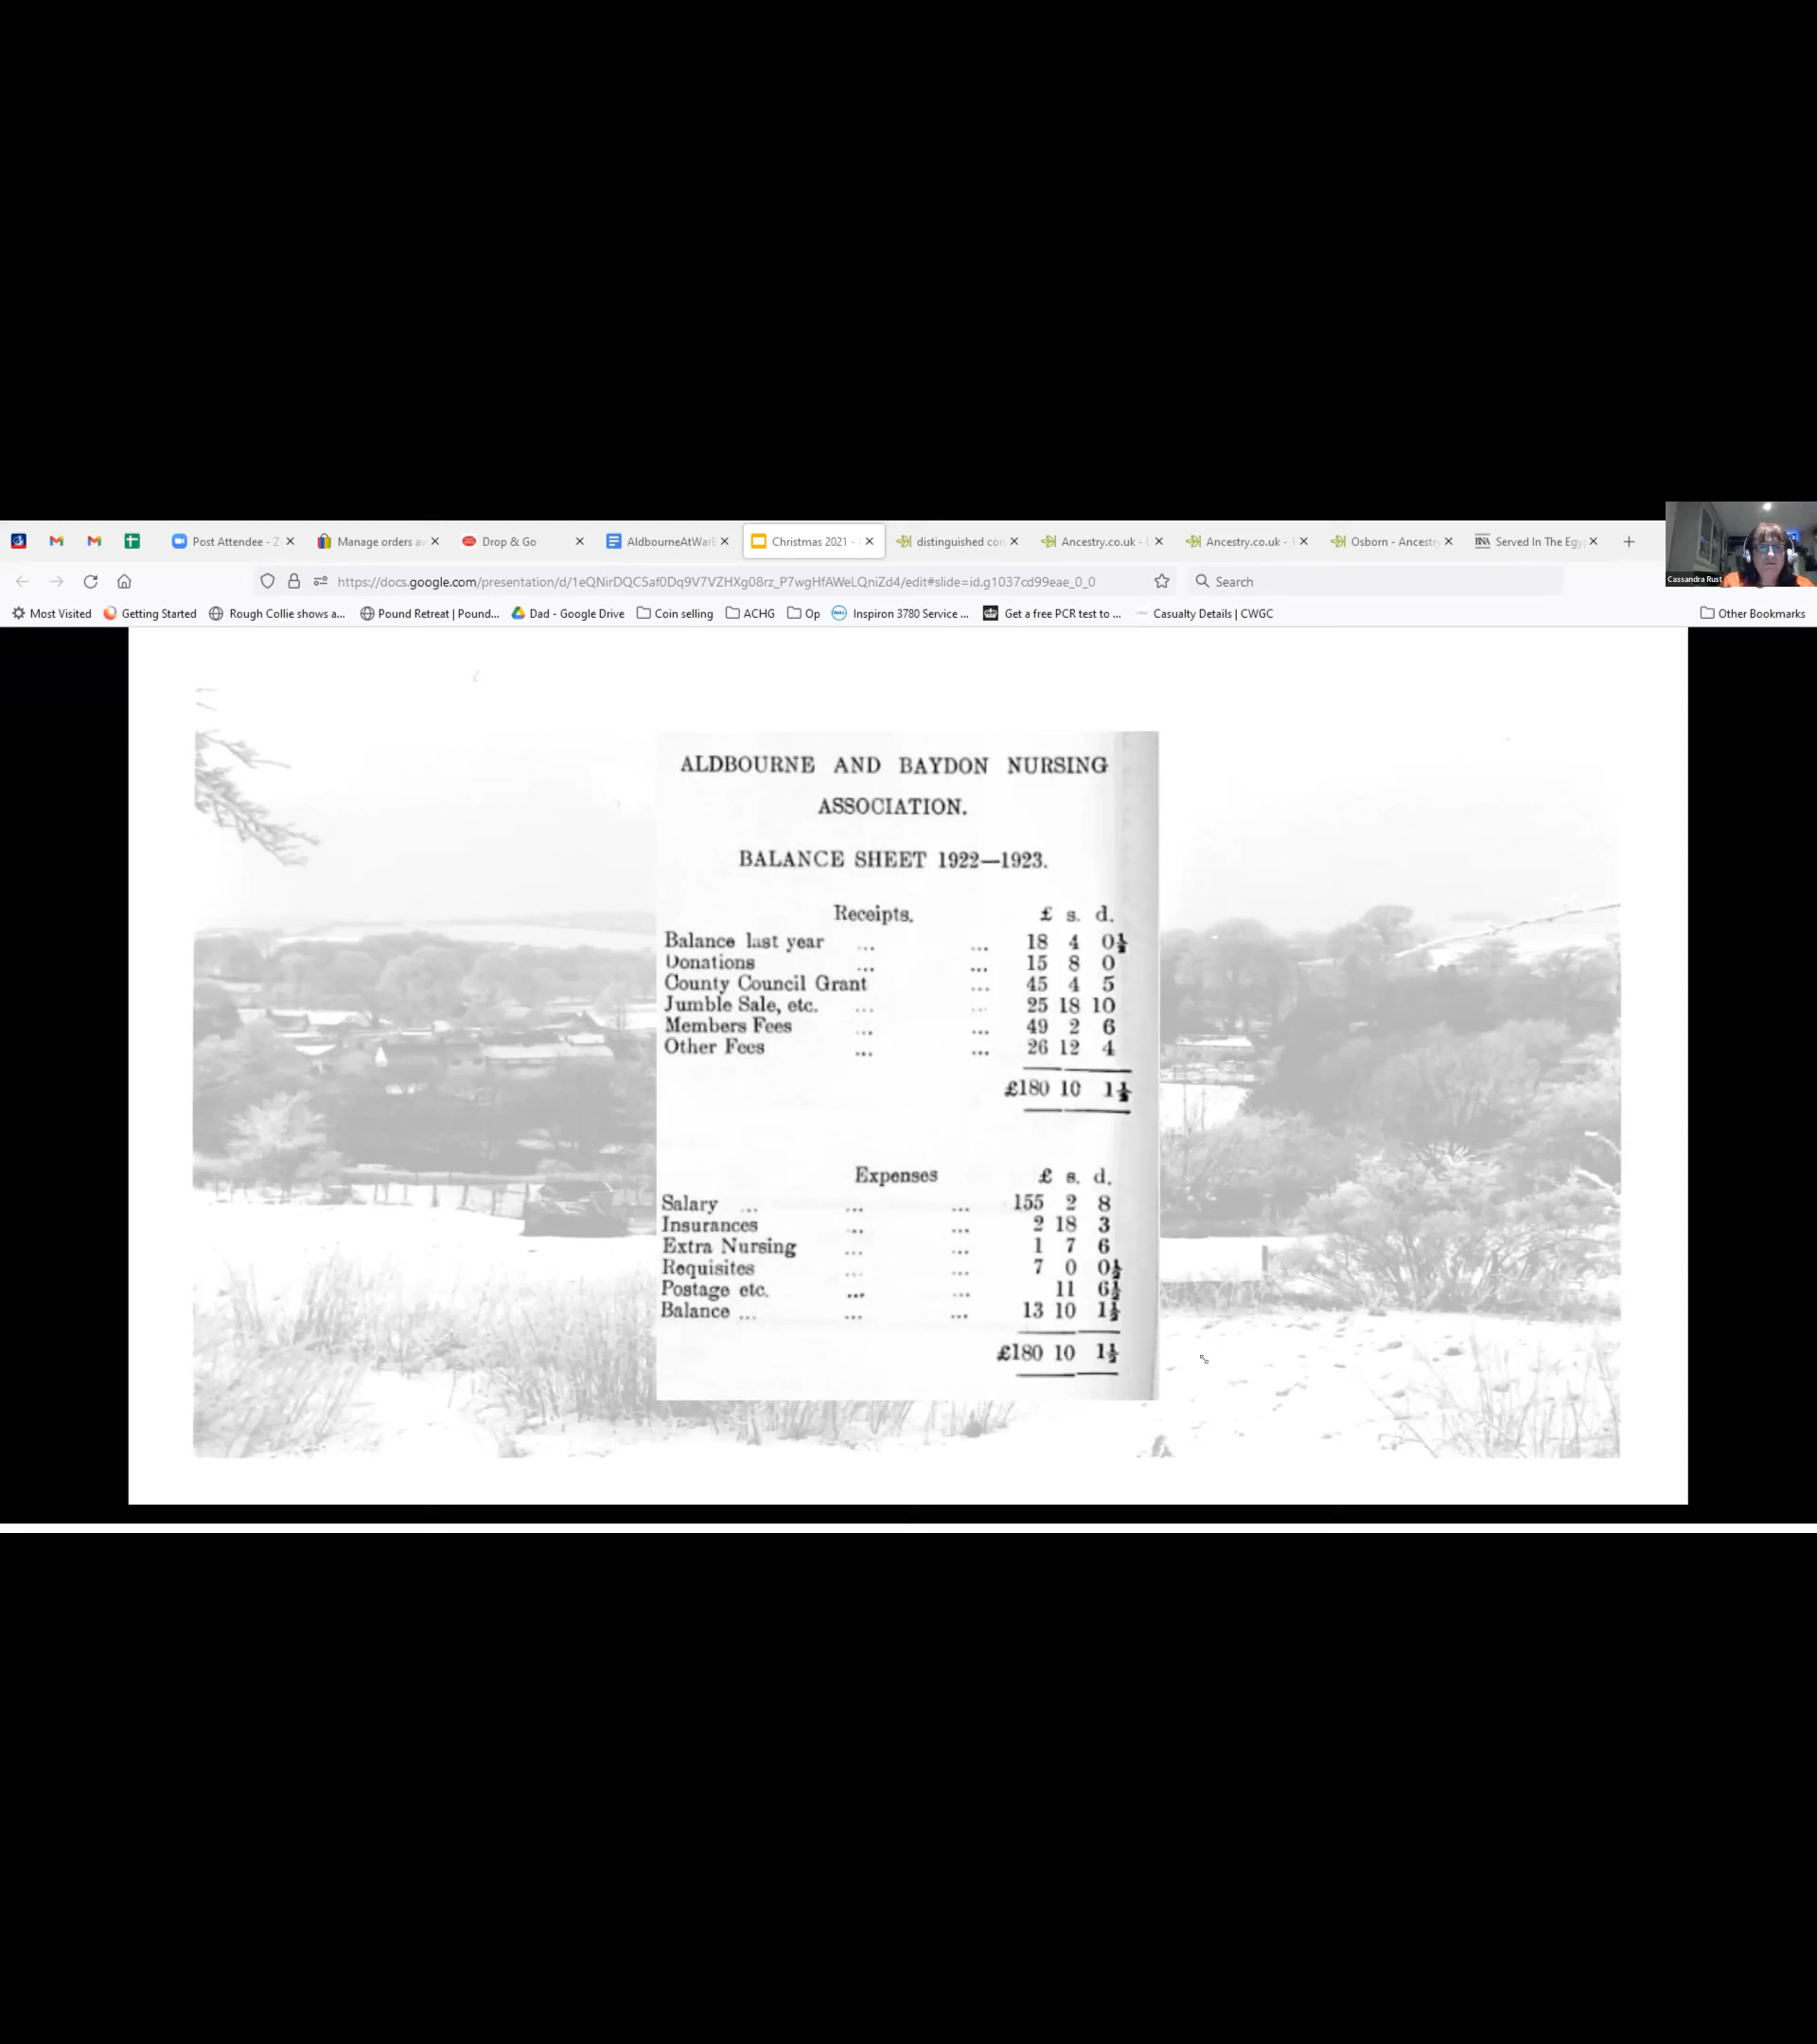 Post Attendee - Z
Manage orders av
Drop & Go
AldbourneAtWar
Christmas 2021 -
distinguished con
Ancestry.co.uk -
Ancestry.co.uk - 1
Osborn - Ancestry
BNA Served In The Egy
https://docs.google.com/presentation/d/1eQNirDQC5af0Dq9V7VZHXg08rz_P7wgHfAWeLQniZd4/edit#slide=id.g1037cd99eae_0_0
Search
Cassandra Rust
Most Visited
Getting Started
Rough Collie shows a...
Pound Retreat | Pound...
Dad - Google Drive
Coin selling
ACHG
Op
Inspiron 3780 Service ...
Get a free PCR test to ...
Casualty Details | CWGC
Other Bookmarks
ALDBOURNE AND BAYDON NURSING
ASSOCIATION.
BALANCE SHEET 1922—1923.
Receipts. £ s. d.
Balance last year ... ... 18 4 0½
Donations ... ... 15 8 0
County Council Grant ... 45 4 5
Jumble Sale, etc. ... ... 25 18 10
Members Fees ... ... 49 2 6
Other Fees ... ... 26 12 4
£180 10 1½
Expenses £ s. d.
Salary ... ... ... 155 2 8
Insurances ... ... 2 18 3
Extra Nursing ... ... 1 7 6
Requisites ... ... 7 0 0½
Postage etc. ... ... 11 6½
Balance ... ... ... 13 10 1½
£180 10 1½